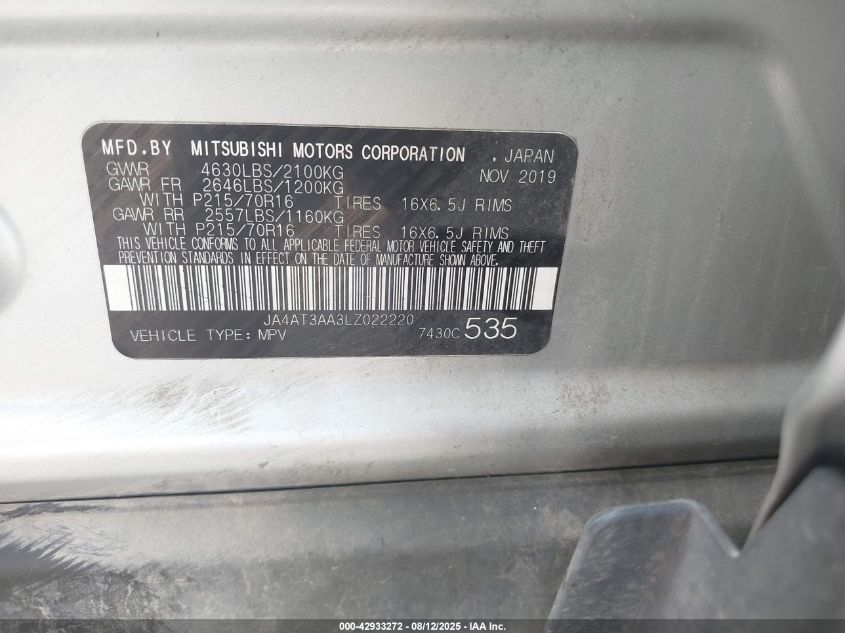 MFD.BY MITSUBISHI MOTORS CORPORATION . JAPAN
GVWR 4630LBS/2100KG NOV 2019
GAWR FR 2646LBS/1200KG
WITH P215/70R16 TIRES 16X6.5J RIMS
GAWR RR 2557LBS/1160KG
WITH P215/70R16 TIRES 16X6.5J RIMS
THIS VEHICLE CONFORMS TO ALL APPLICABLE FEDERAL MOTOR VEHICLE SAFETY AND THEFT
PREVENTION STANDARDS IN EFFECT ON THE DATE OF MANUFACTURE SHOWN ABOVE.
JA4AT3AA3LZ022220
VEHICLE TYPE: MPV 7430C 535
000-42933272 - 08/12/2025 - IAA Inc.